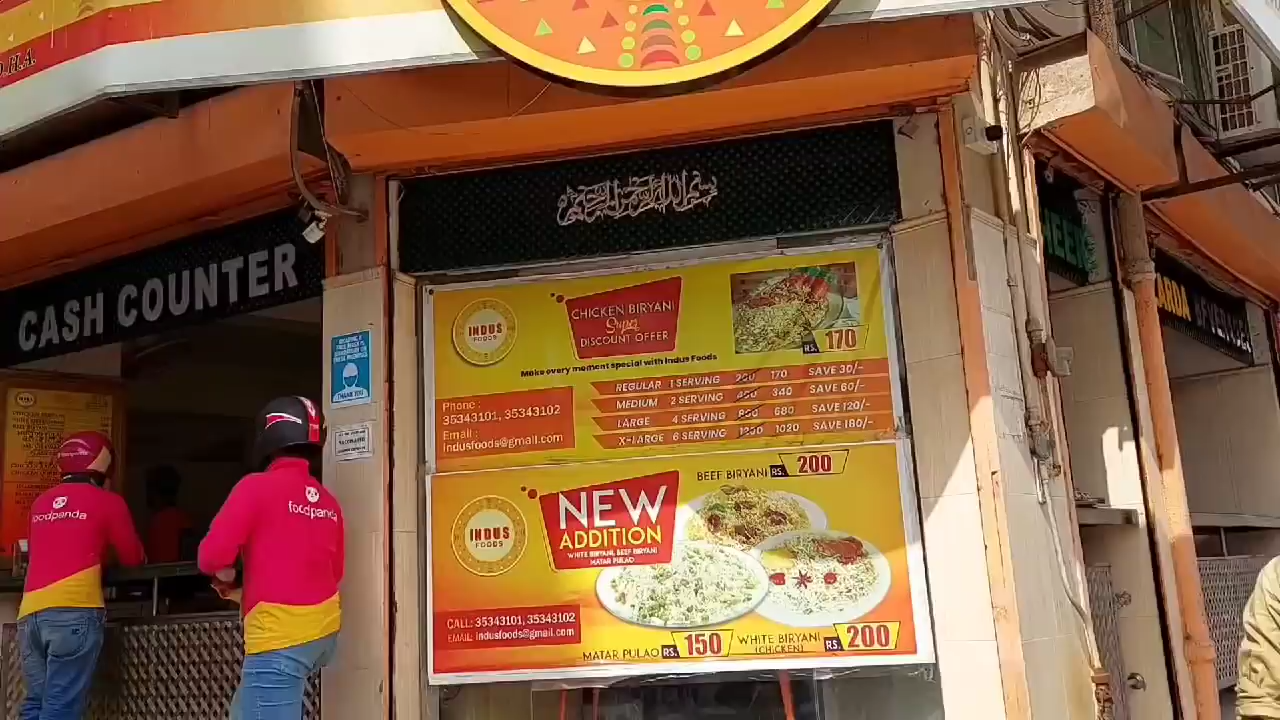 D.H.A.
بسم الله الرحمن الرحيم
CASH COUNTER
INDUS
FOODS
CHICKEN BIRYANI
Super
DISCOUNT OFFER
RS. 170
Make every moment special with Indus Foods
Phone :
35343101, 35343102
Email :
indusfoods@gmail.com
REGULAR 1 SERVING 200 170 SAVE 30/-
MEDIUM 2 SERVING 400 340 SAVE 60/-
LARGE 4 SERVING 800 680 SAVE 120/-
X-LARGE 6 SERVING 1200 1020 SAVE 180/-
BEEF BIRYANI RS. 200
INDUS
FOODS
NEW
ADDITION
WHITE BIRYANI, BEEF BIRYANI
MATAR PULAO
CALL: 35343101, 35343102
EMAIL: indusfoods@gmail.com
MATAR PULAO RS. 150
WHITE BIRYANI
(CHICKEN)
RS. 200
foodpanda
foodpanda
THANK YOU